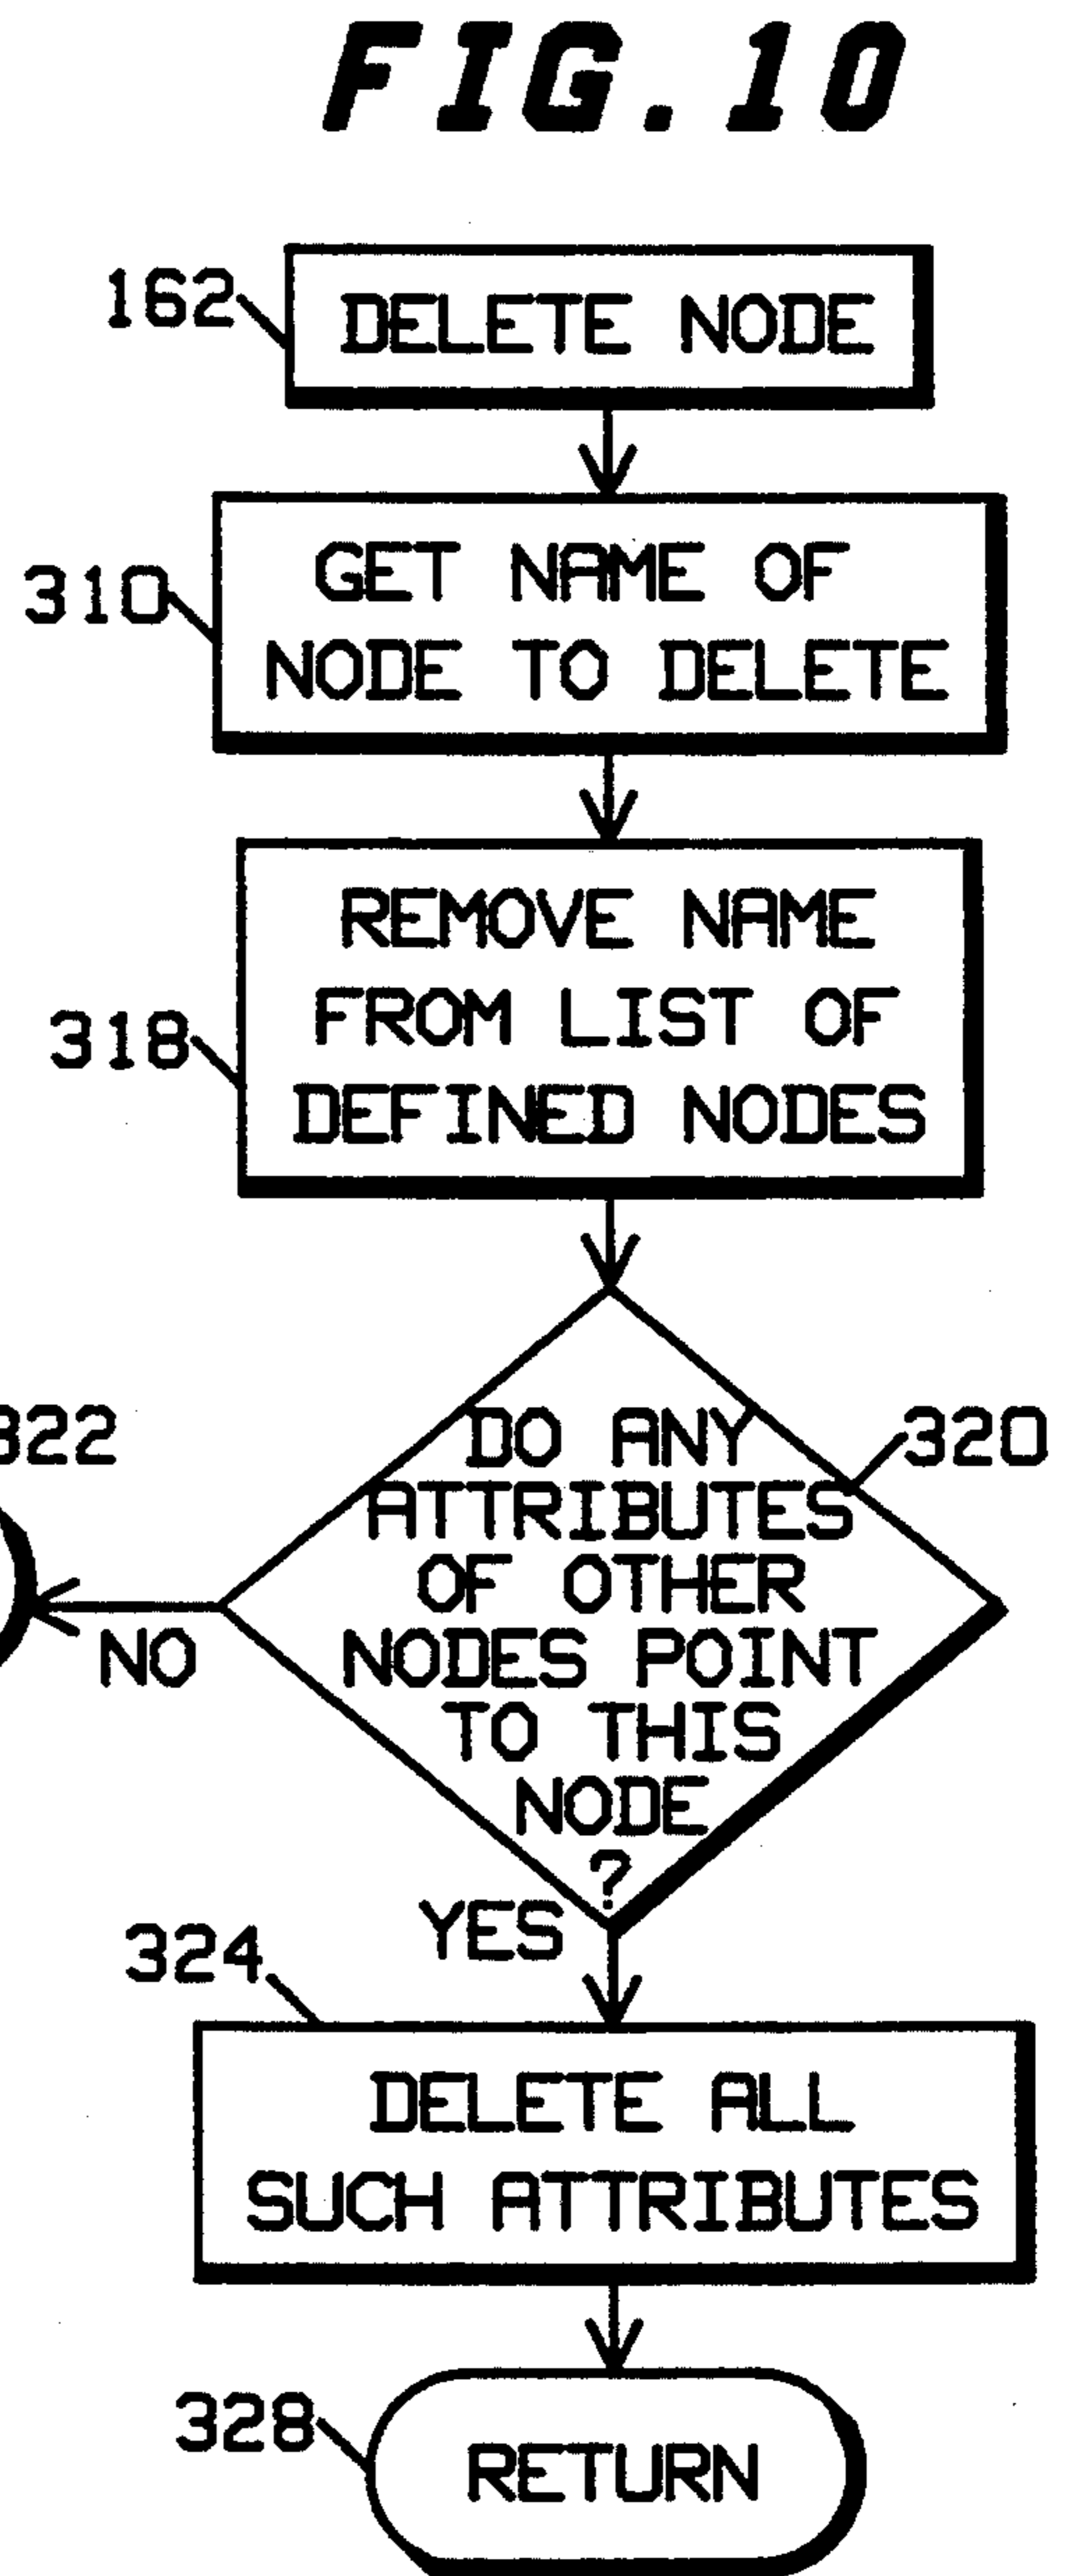 FIG. 10
162
DELETE NODE
310
GET NAME OF
NODE TO DELETE
318
REMOVE NAME
FROM LIST OF
DEFINED NODES
322
320
DO ANY
ATTRIBUTES
OF OTHER
NODES POINT
TO THIS
NODE
?
NO
YES
324
DELETE ALL
SUCH ATTRIBUTES
328
RETURN